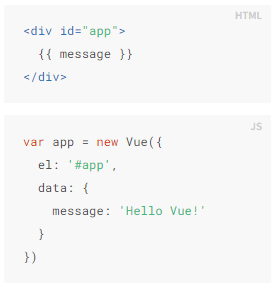 HTML
<div id="app">
  {{ message }}
</div>
JS
var app = new Vue({
  el: '#app',
  data: {
    message: 'Hello Vue!'
  }
})